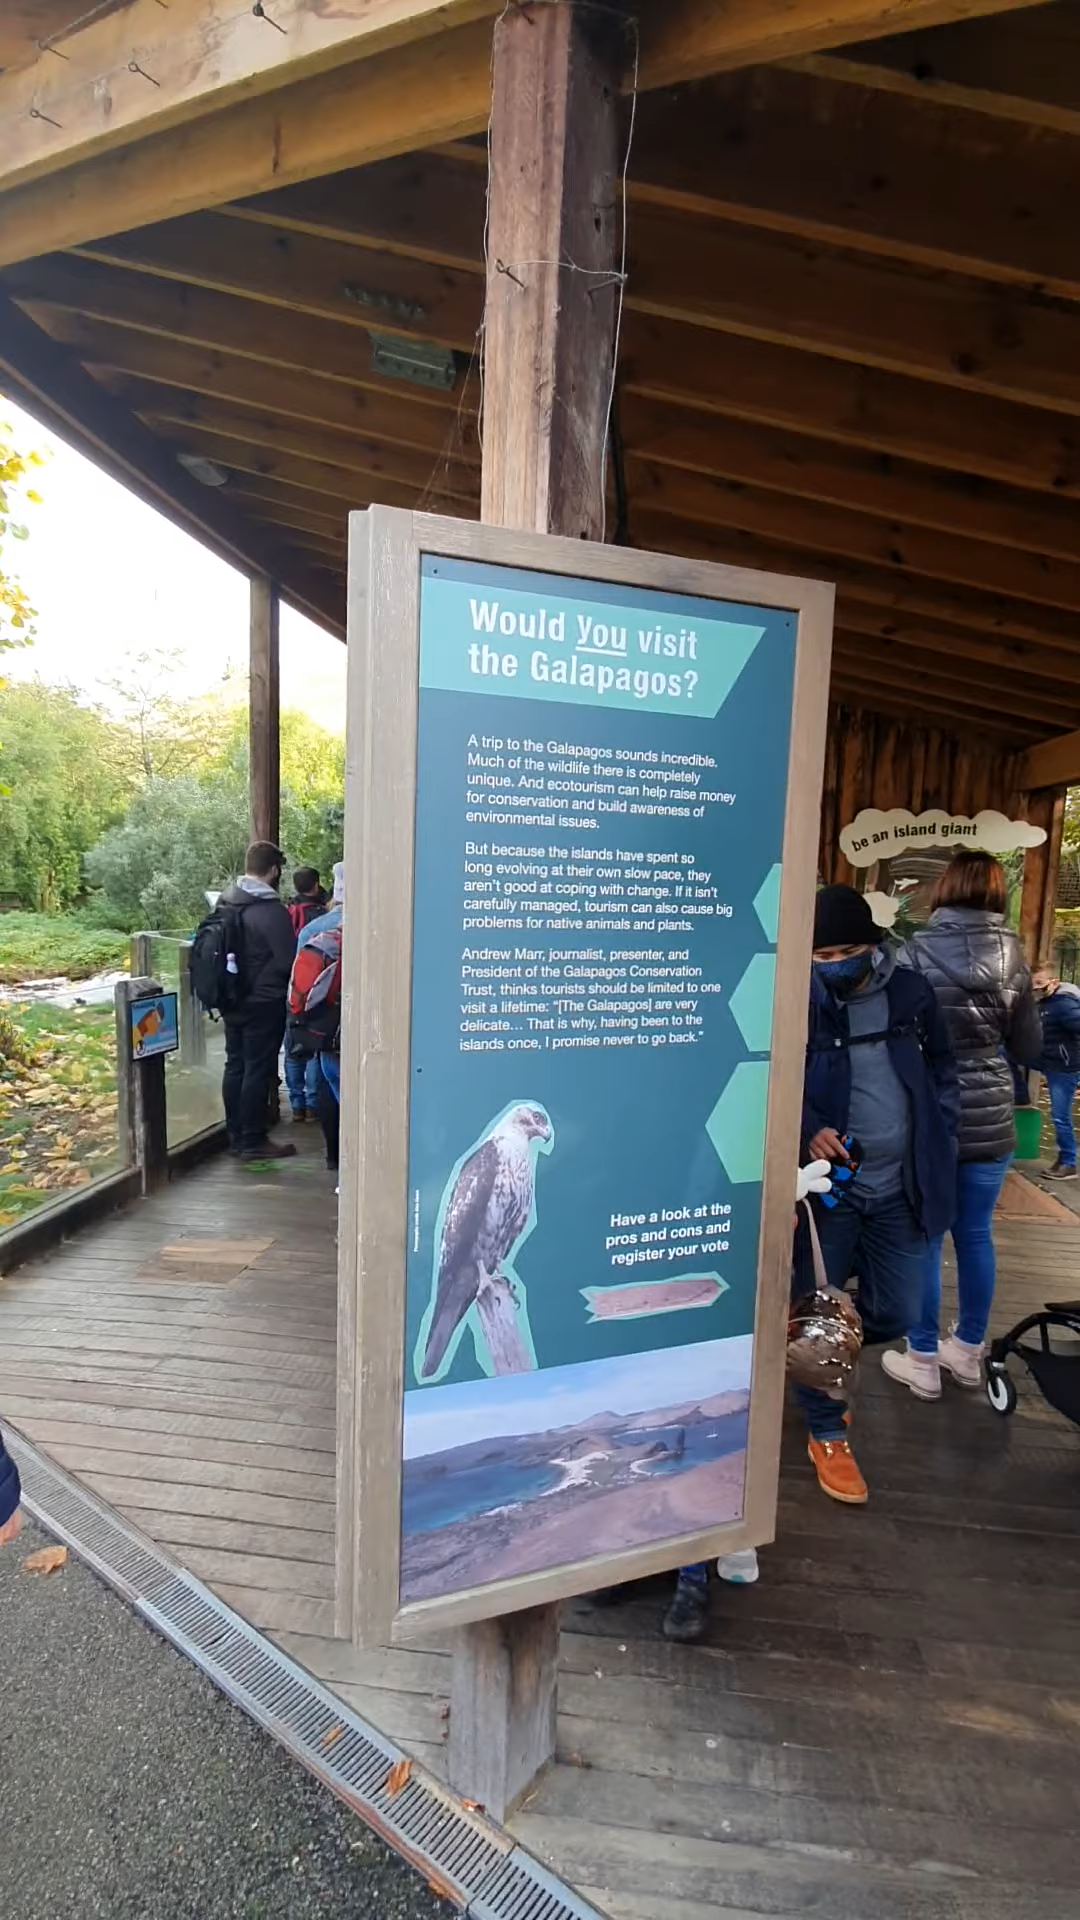 Would You visit
the Galapagos?
A trip to the Galapagos sounds incredible.
Much of the wildlife there is completely
unique. And ecotourism can help raise money
for conservation and build awareness of
environmental issues.
But because the islands have spent so
long evolving at their own slow pace, they
aren't good at coping with change. If it isn't
carefully managed, tourism can also cause big
problems for native animals and plants.
Andrew Marr, journalist, presenter, and
President of the Galapagos Conservation
Trust, thinks tourists should be limited to one
visit a lifetime: “[The Galapagos] are very
delicate... That is why, having been to the
islands once, I promise never to go back.”
Have a look at the
pros and cons and
register your vote
be an island giant